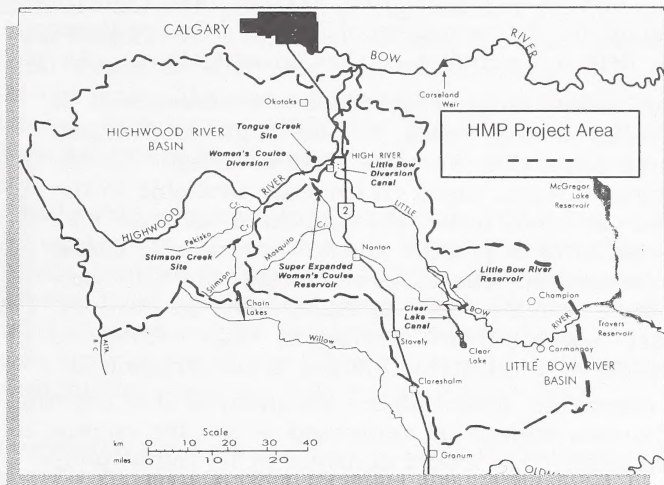 CALGARY
BOW
RIVER
Carseland
Weir
Okotoks
HIGHWOOD RIVER
BASIN
Tongue Creek
Site
Women's Coulee
Diversion
HIGH RIVER
Little Bow
Diversion
Canal
HMP Project Area
McGregor
Lake
Reservoir
HIGHWOOD
RIVER
Pekisko
Cr.
LITTLE
2
Stimson Creek
Site
Mosquito
Cr.
Nanton
Stimson
Cr.
Super Expanded
Women's Coulee
Reservoir
Little Bow River
Reservoir
Chain
Lakes
Clear
Lake
Canal
BOW
Champion
RIVER
Travers
Reservoir
Willow
Stavely
Clear
Lake
Carmangay
ALTA
B.C.
LITTLE BOW RIVER
BASIN
Claresholm
Scale
km 10 0 10 20 30 40
miles 10 0 20
Granum